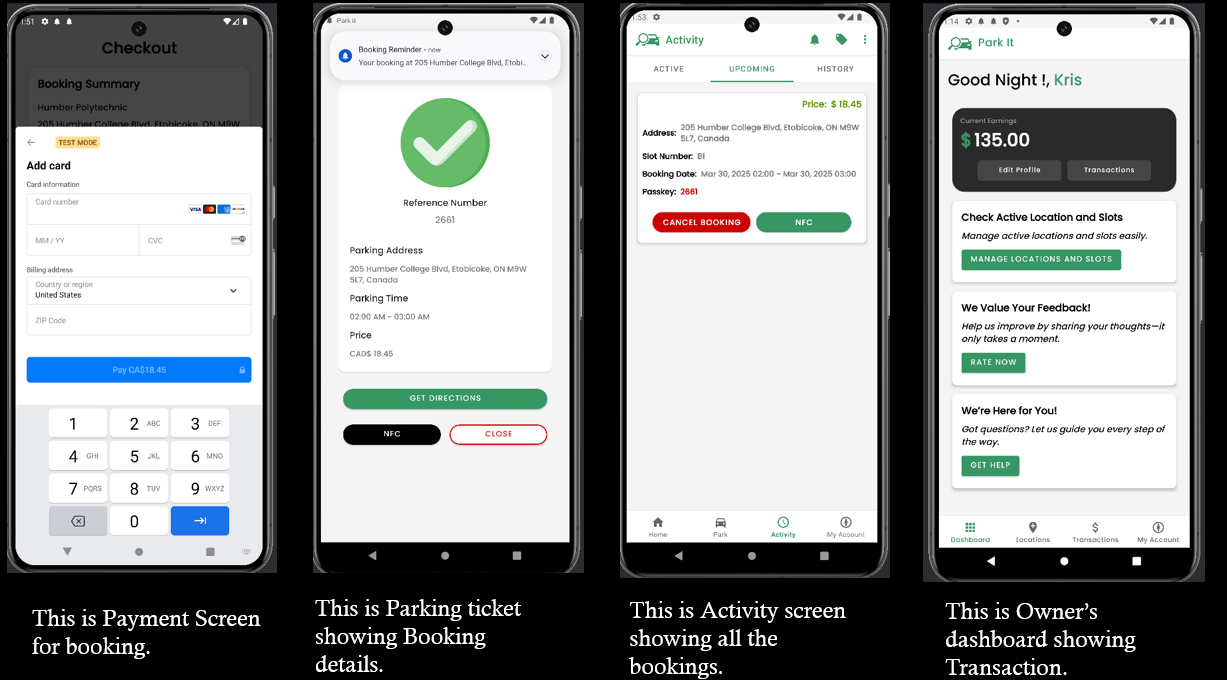 1:51
Checkout
Booking Summary
Humber Polytechnic
205 Humber College Blvd, Etobicoke, ON M9W
TEST MODE
Add card
Card information
Card number
VISA
MM / YY
CVC
Billing address
Country or region
United States
ZIP Code
Pay CA$18.45
1
2 ABC
3 DEF
4 GHI
5 JKL
6 MNO
7 PQRS
8 TUV
9 WXYZ
0
This is Payment Screen
for booking.
Park it
Booking Reminder • now
Your booking at 205 Humber College Blvd, Etobi..
Reference Number
2661
Parking Address
205 Humber College Blvd, Etobicoke, ON M9W
5L7, Canada
Parking Time
02:00 AM - 03:00 AM
Price
CAD$ 18.45
GET DIRECTIONS
NFC
CLOSE
This is Parking ticket
showing Booking
details.
1:53
Activity
ACTIVE
UPCOMING
HISTORY
Price: $ 18.45
Address: 205 Humber College Blvd, Etobicoke, ON M9W
5L7, Canada
Slot Number: B1
Booking Date: Mar 30, 2025 02:00 - Mar 30, 2025 03:00
Passkey: 2661
CANCEL BOOKING
NFC
Home
Park
Activity
My Account
This is Activity screen
showing all the
bookings.
1:14
Park It
Good Night !, Kris
Current Earnings
$ 135.00
Edit Profile
Transactions
Check Active Location and Slots
Manage active locations and slots easily.
MANAGE LOCATIONS AND SLOTS
We Value Your Feedback!
Help us improve by sharing your thoughts—it
only takes a moment.
RATE NOW
We're Here for You!
Got questions? Let us guide you every step of
the way.
GET HELP
Dashboard
Locations
Transactions
My Account
This is Owner's
dashboard showing
Transaction.